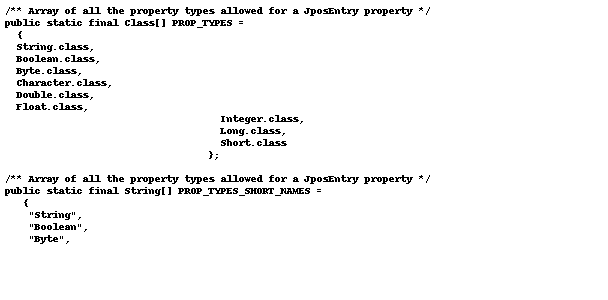 /** Array of all the property types allowed for a JposEntry property */
public static final Class[] PROP_TYPES =
{
String.class,
Boolean.class,
Byte.class,
Character.class,
Double.class,
Float.class,
Integer.class,
Long.class,
Short.class
};
/** Array of all the property types allowed for a JposEntry property */
public static final String[] PROP_TYPES_SHORT_NAMES =
{
"String",
"Boolean",
"Byte",